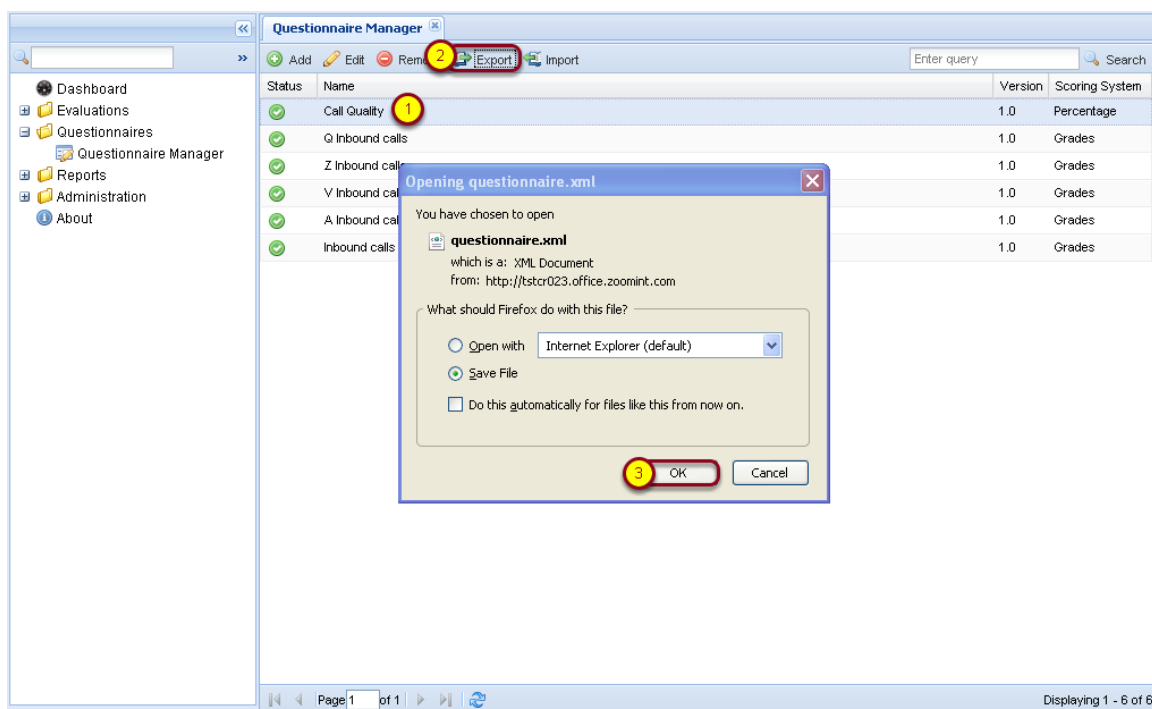 Questionnaire Manager
Add Edit Rem 2 Export Import Enter query Search
Dashboard
Evaluations
Questionnaires
Questionnaire Manager
Reports
Administration
About
Status Name Version Scoring System
Call Quality 1 1.0 Percentage
Q Inbound calls 1.0 Grades
Z Inbound calls 1.0 Grades
V Inbound cal 1.0 Grades
A Inbound cal 1.0 Grades
Inbound calls 1.0 Grades
Opening questionnaire.xml
You have chosen to open
questionnaire.xml
which is a: XML Document
from: http://tstcr023.office.zoomint.com
What should Firefox do with this file?
Open with Internet Explorer (default)
Save File
Do this automatically for files like this from now on.
3 OK Cancel
Page 1 of 1 Displaying 1 - 6 of 6